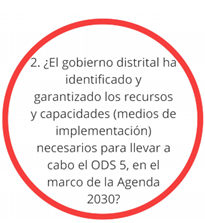 2. ¿El gobierno distrital ha
identificado y
garantizado los recursos
y capacidades (medios de
implementación)
necesarios para llevar a
cabo el ODS 5, en el
marco de la Agenda
2030?